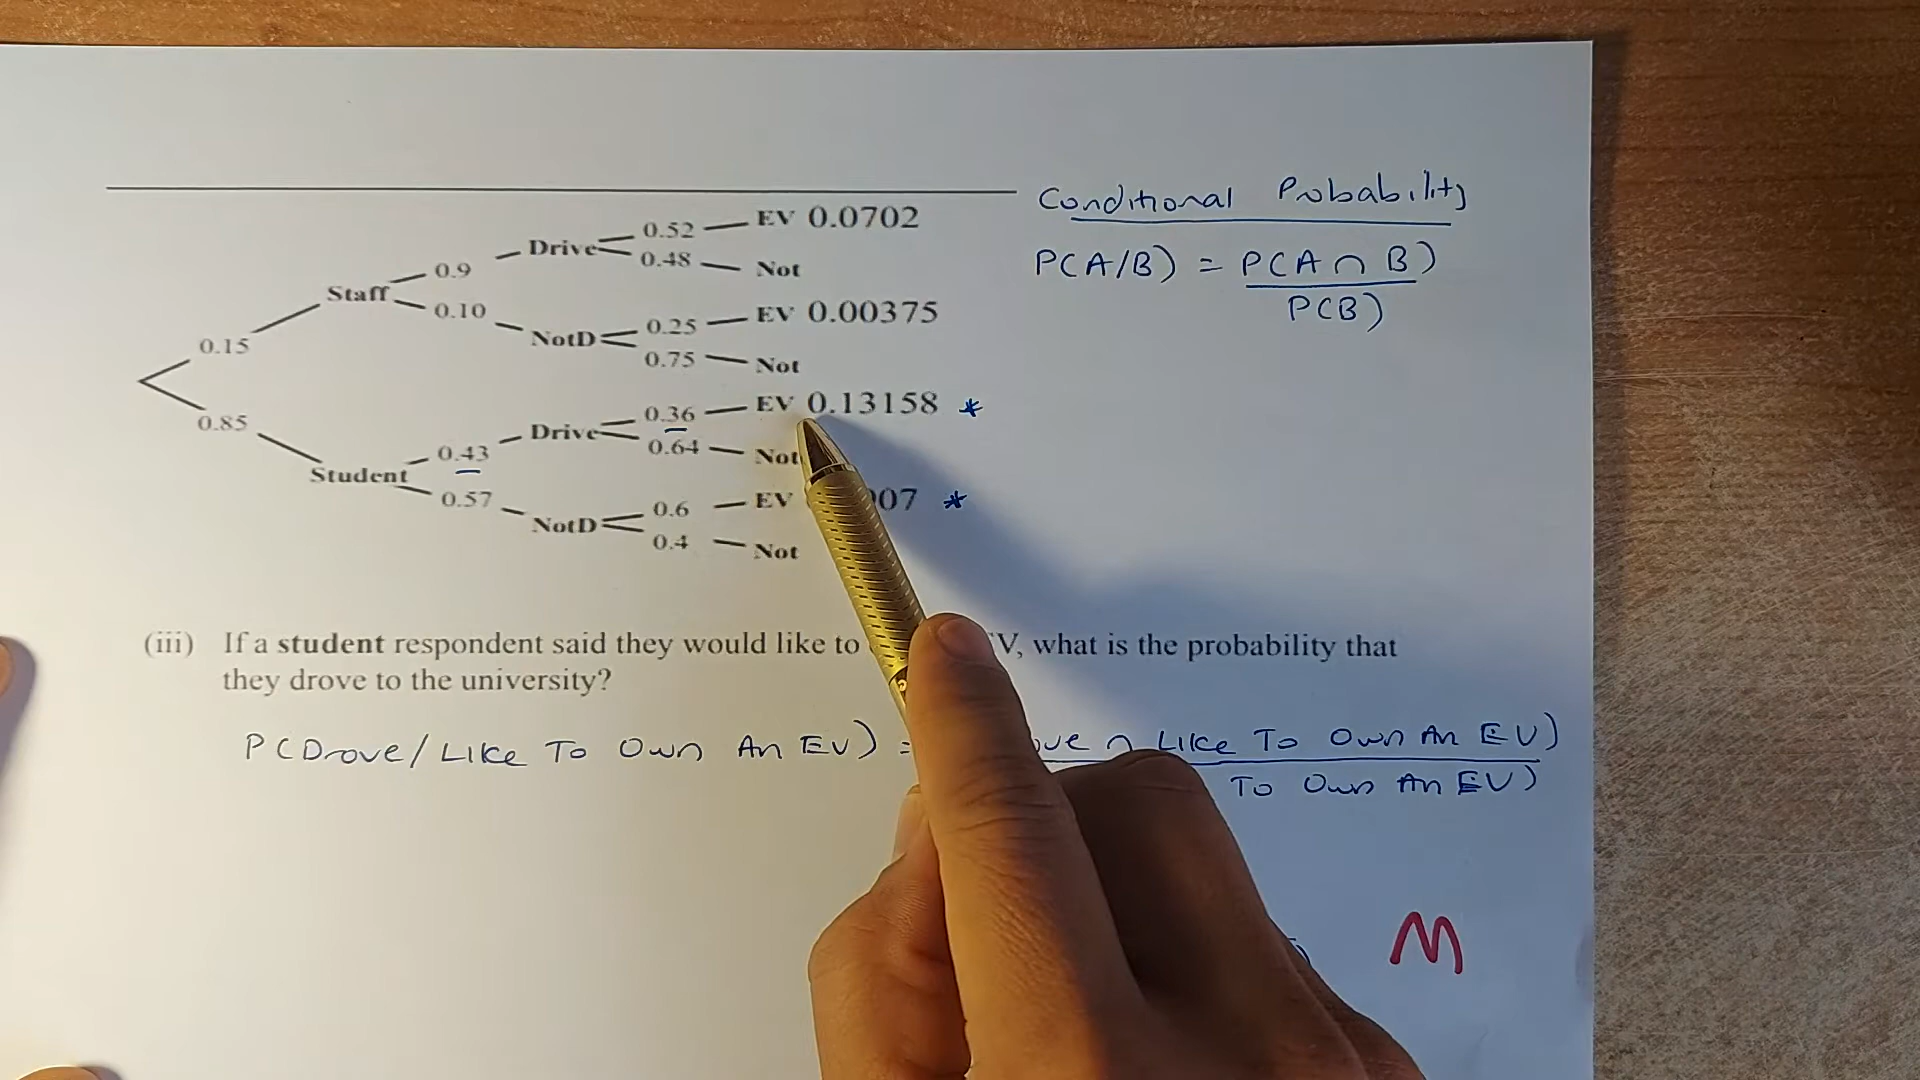 Conditional Probability
P(A/B) = P(A ∩ B)
P(B)
0.52 EV 0.0702
Drive
0.48 Not
0.9
Staff
0.10
0.25 EV 0.00375
NotD
0.75 Not
0.15
0.85
0.36 EV 0.13158 *
Drive
0.64 Not
0.43
Student
0.57
0.6 EV 07 *
NotD
0.4 Not
(iii) If a student respondent said they would like to V, what is the probability that
they drove to the university?
P(Drove/Like To Own An EV) = ove ∩ Like To Own An EV)
To Own An EV)
M